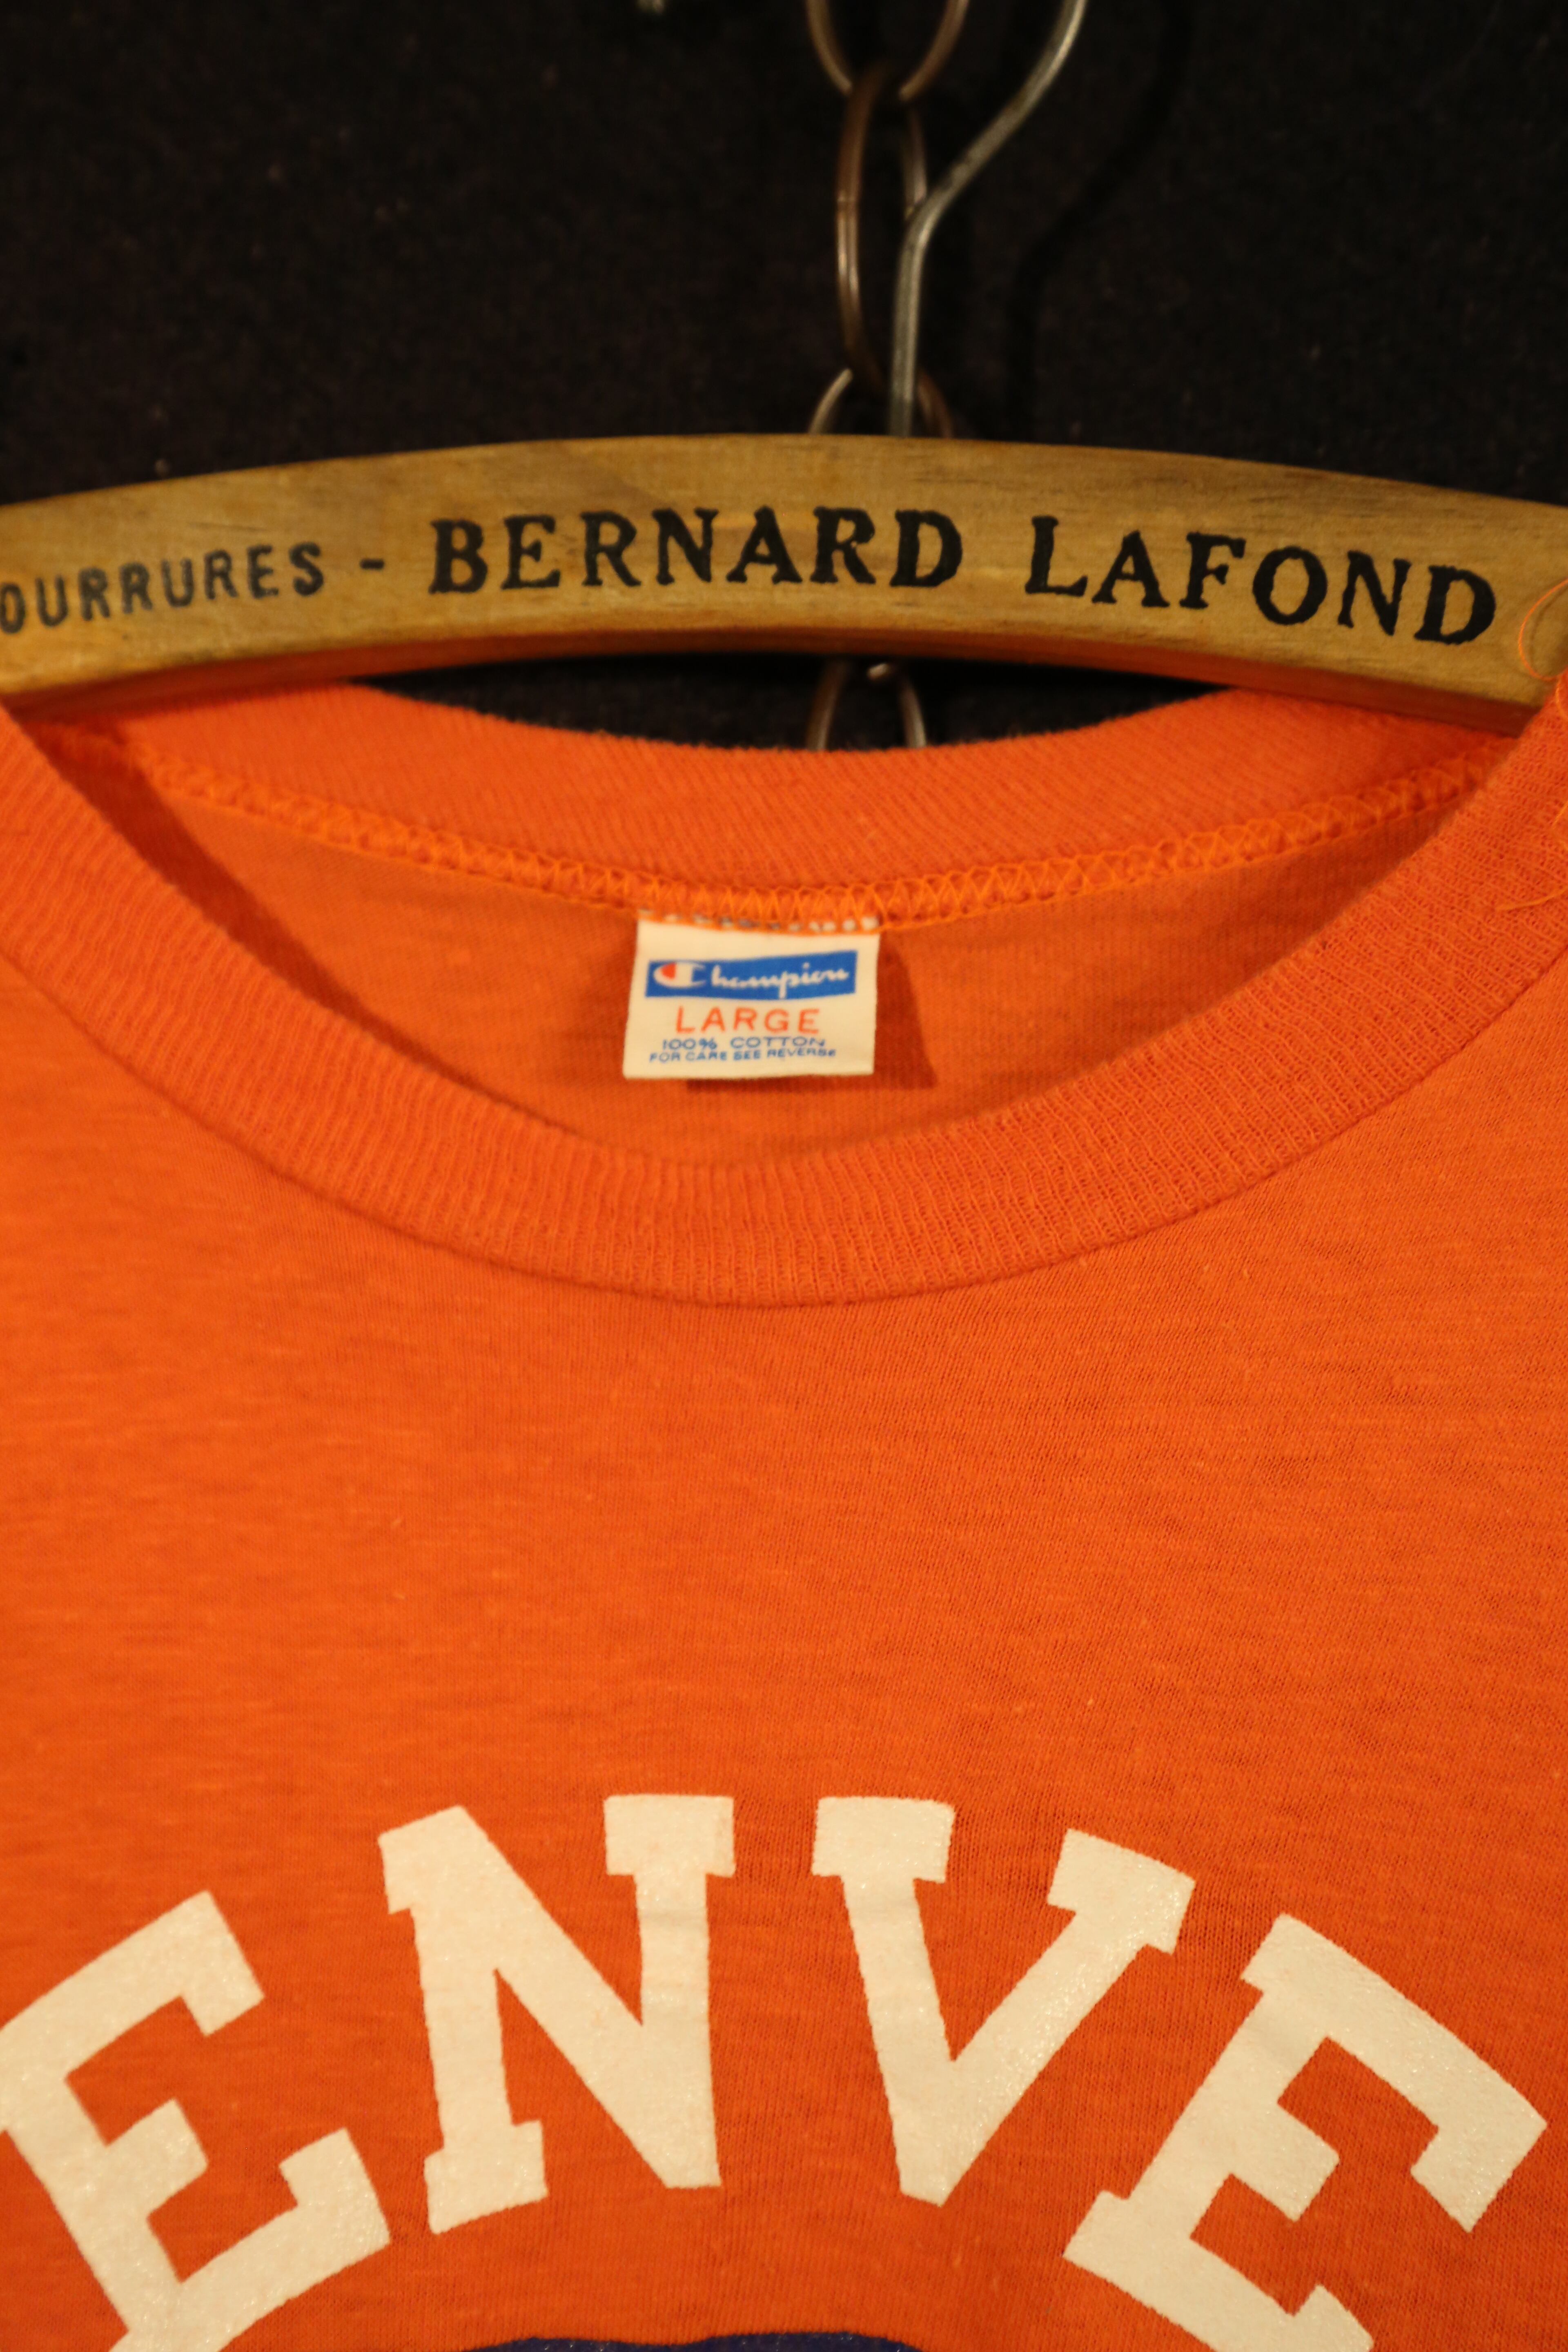 OURRURES - BERNARD LAFOND
Champion
LARGE
100% COTTON
FOR CARE SEE REVERSE
ENVE